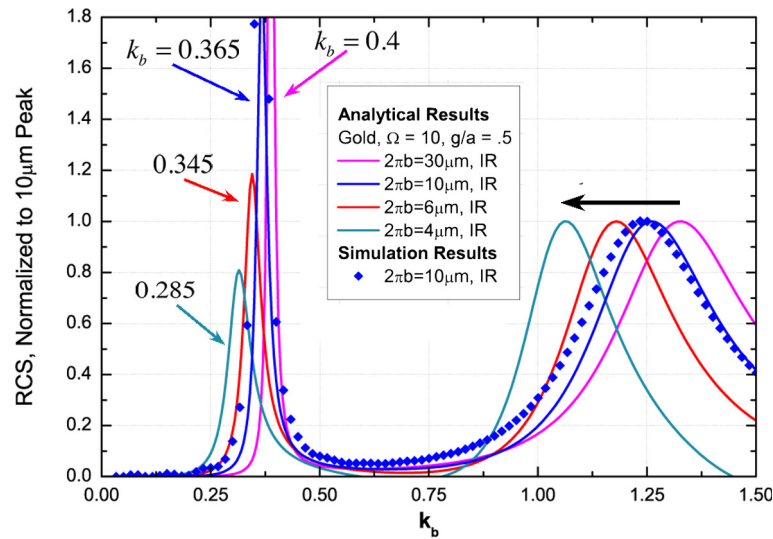 RCS, Normalized to 10μm Peak
1.8
1.6
1.4
1.2
1.0
0.8
0.6
0.4
0.2
0.0
k_b = 0.365
k_b = 0.4
0.345
0.285
Analytical Results
Gold, Ω = 10, g/a = .5
2πb=30μm, IR
2πb=10μm, IR
2πb=6μm, IR
2πb=4μm, IR
Simulation Results
2πb=10μm, IR
0.00 0.25 0.50 0.75 1.00 1.25 1.50
k_b